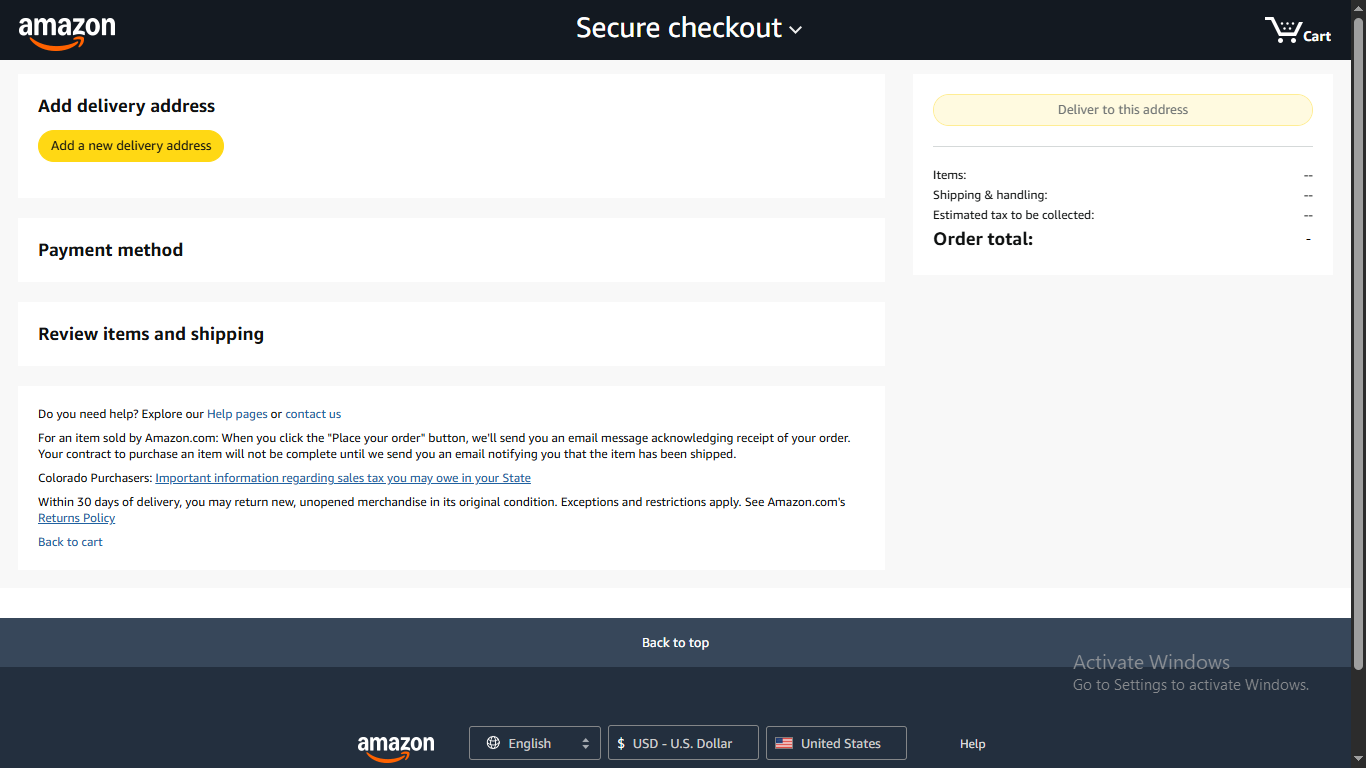 amazon
Secure checkout
Cart
Add delivery address
Add a new delivery address
Payment method
Review items and shipping
Do you need help? Explore our Help pages or contact us
For an item sold by Amazon.com: When you click the "Place your order" button, we'll send you an email message acknowledging receipt of your order.
Your contract to purchase an item will not be complete until we send you an email notifying you that the item has been shipped.
Colorado Purchasers: Important information regarding sales tax you may owe in your State
Within 30 days of delivery, you may return new, unopened merchandise in its original condition. Exceptions and restrictions apply. See Amazon.com's
Returns Policy
Back to cart
Deliver to this address
Items: --
Shipping & handling: --
Estimated tax to be collected: --
Order total: -
Back to top
Activate Windows
Go to Settings to activate Windows.
amazon
English
$ USD - U.S. Dollar
United States
Help